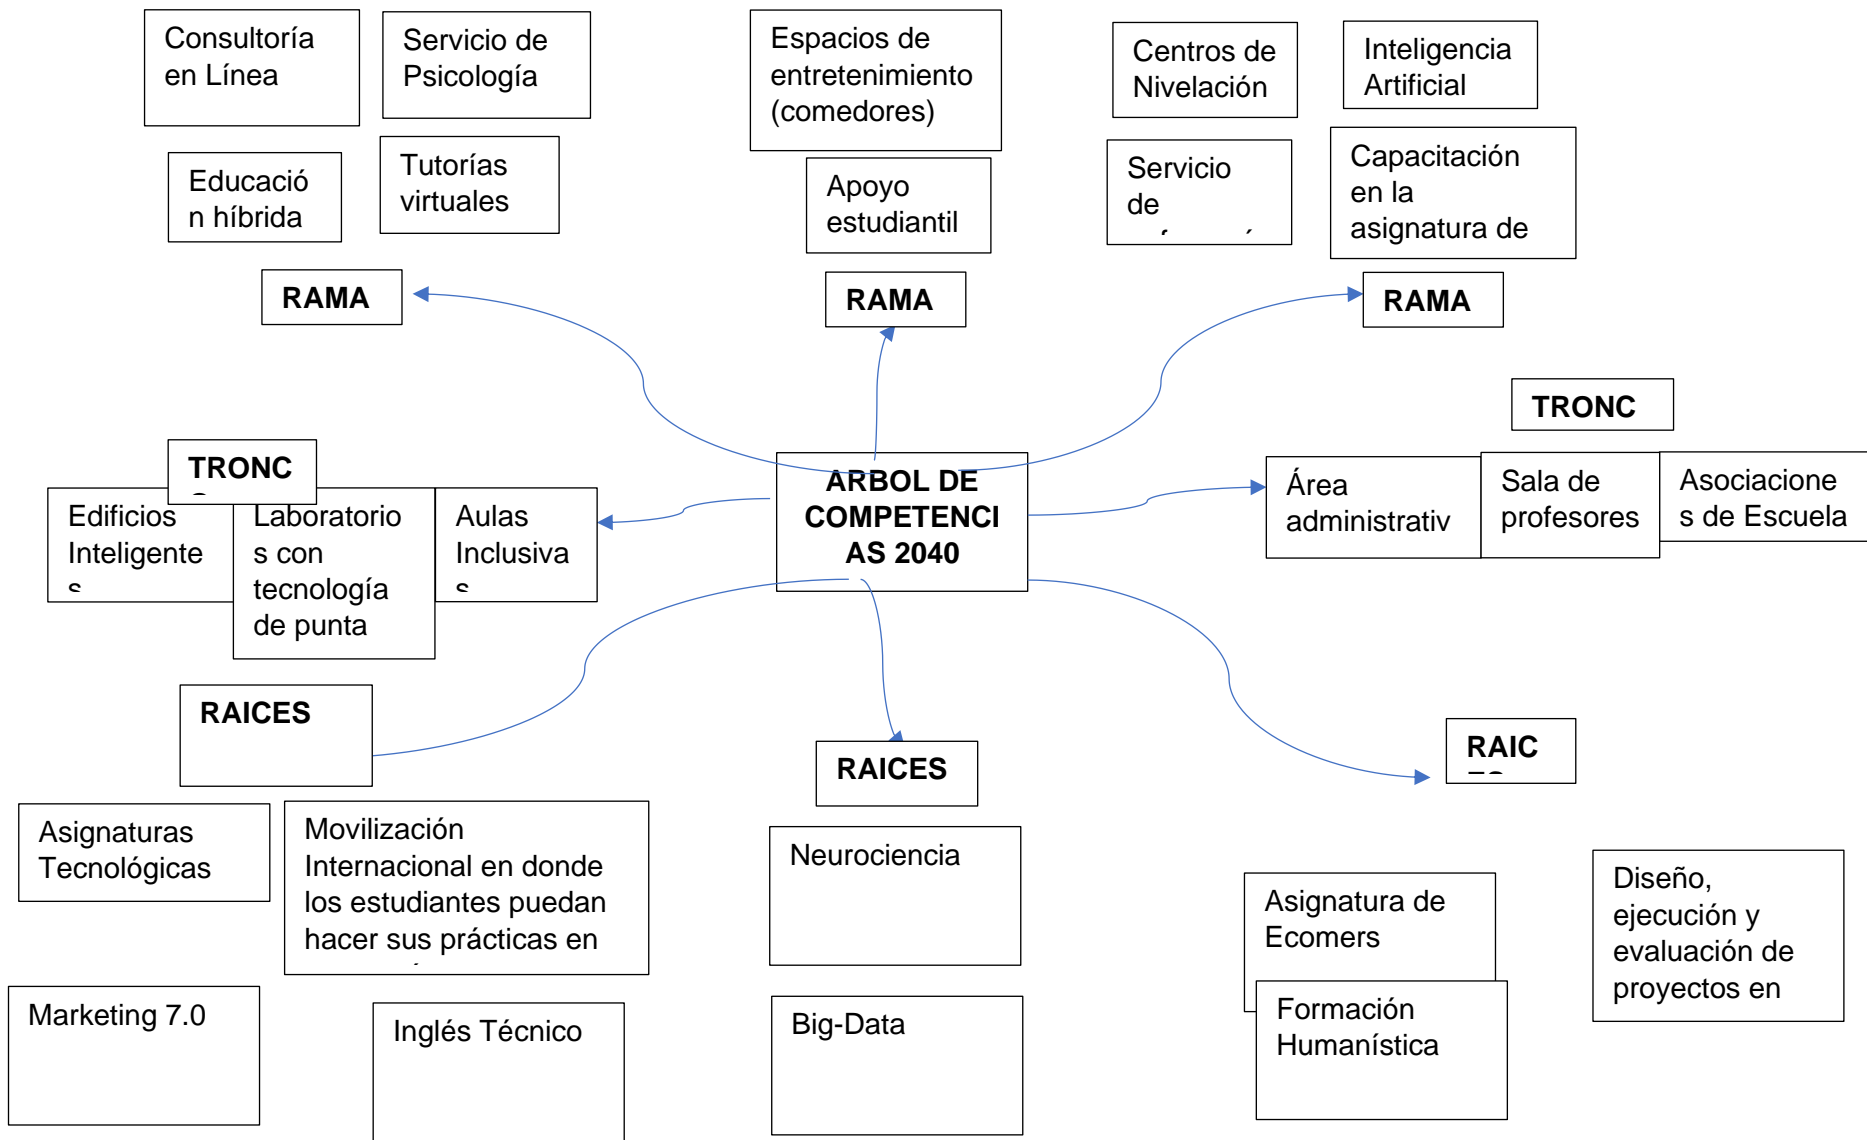 Consultoría
en Línea
Servicio de
Psicología
Espacios de
entretenimiento
(comedores)
Centros de
Nivelación
Inteligencia
Artificial
Educació
n híbrida
Tutorías
virtuales
Apoyo
estudiantil
Servicio
de
Capacitación
en la
asignatura de
RAMA
RAMA
RAMA
TRONC
TRONC
Edificios
Inteligente
s
Laboratorio
s con
tecnología
de punta
Aulas
Inclusiva
s
ARBOL DE
COMPETENCI
AS 2040
Área
administrativ
Sala de
profesores
Asociacione
s de Escuela
RAICES
RAICES
RAIC
Asignaturas
Tecnológicas
Movilización
Internacional en donde
los estudiantes puedan
hacer sus prácticas en
Neurociencia
Asignatura de
Ecomers
Diseño,
ejecución y
evaluación de
proyectos en
Marketing 7.0
Inglés Técnico
Big-Data
Formación
Humanística